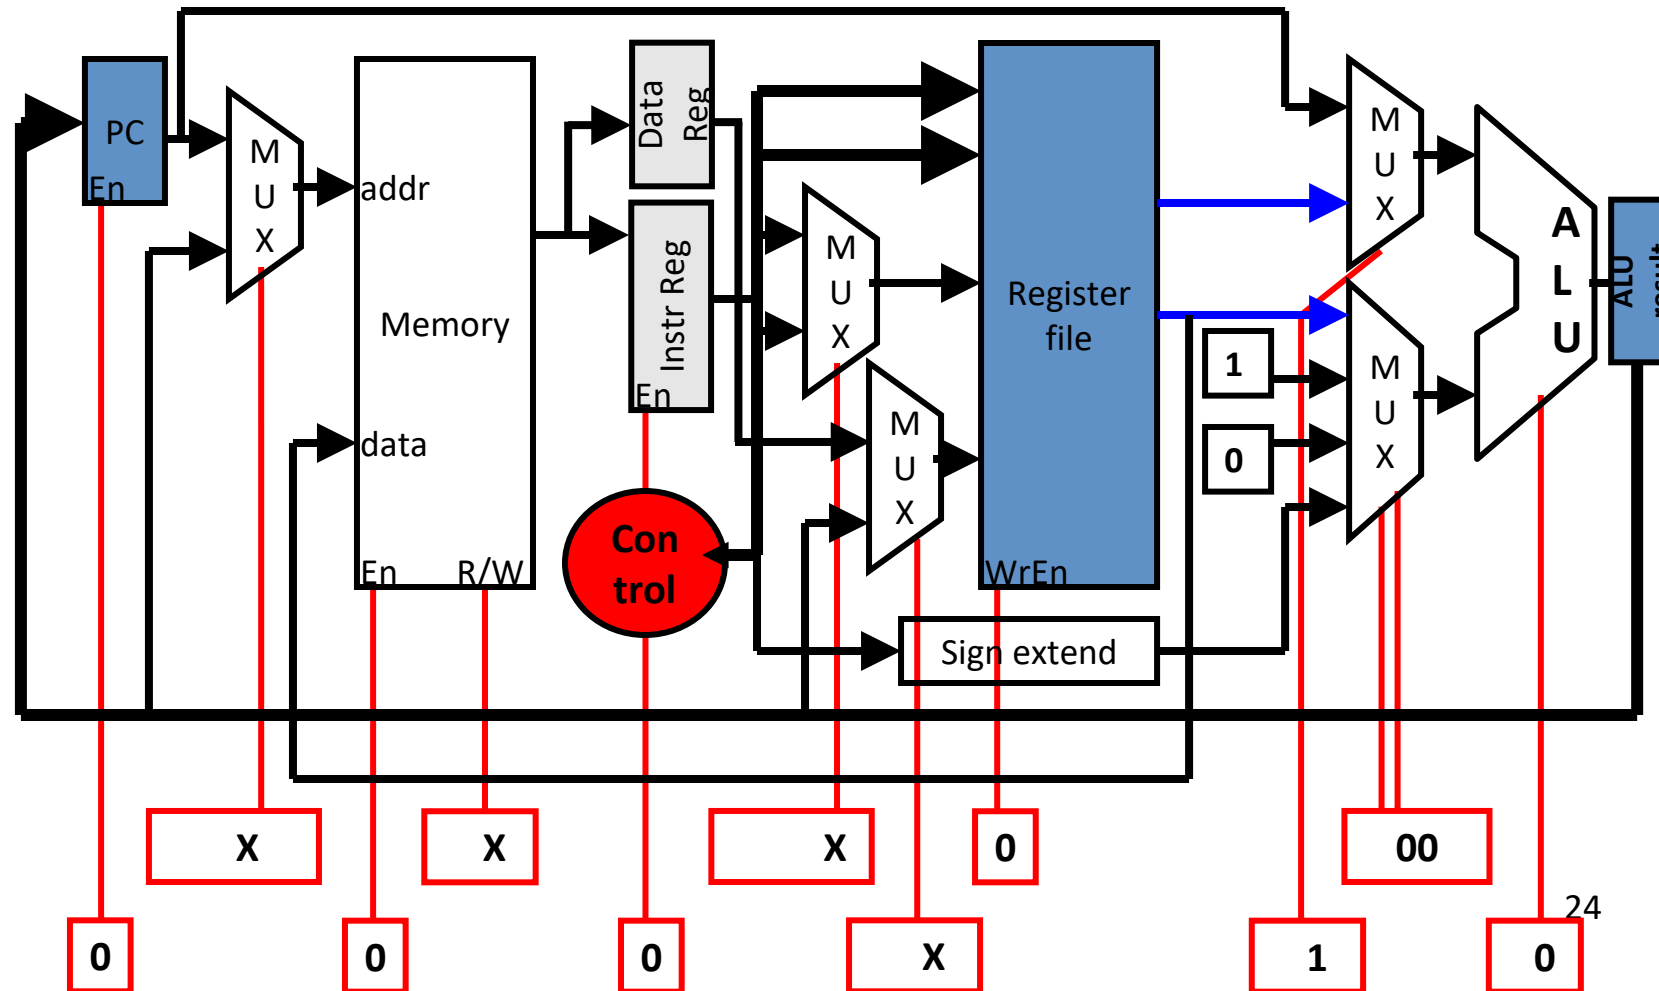 PC
En
M
U
X
addr
data
Memory
En
R/W
Data
Reg
Instr Reg
En
Con
trol
M
U
X
M
U
X
Register
file
WrEn
Sign extend
1
0
M
U
X
M
U
X
A
L
U
ALU
result
X
X
X
0
00
24
0
0
0
X
1
0